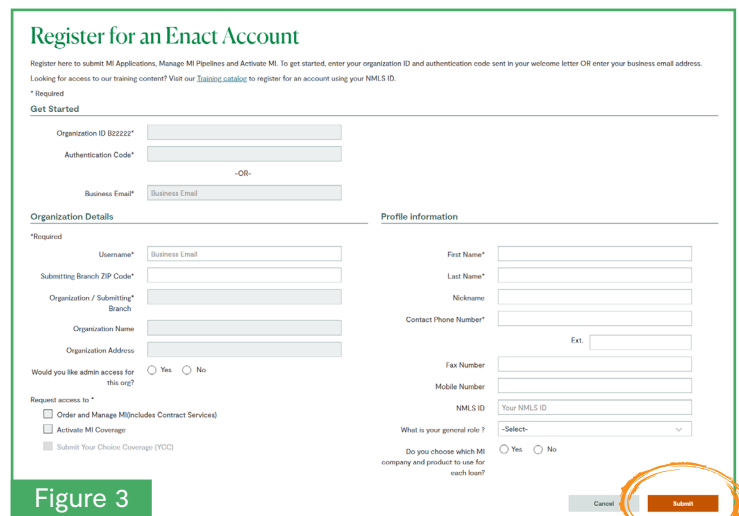 Register for an Enact Account
Register here to submit MI Applications, Manage MI Pipelines and Activate MI. To get started, enter your organization ID and authentication code sent in your welcome letter OR enter your business email address.
Looking for access to our training content? Visit our Training catalog to register for an account using your NMLS ID.
* Required
Get Started
Organization ID B22222*
Authentication Code*
-OR-
Business Email*
Business Email
Organization Details
*Required
Username*
Business Email
Submitting Branch ZIP Code*
Organization / Submitting*
Branch
Organization Name
Organization Address
Would you like admin access for
this org?
Yes
No
Request access to *
Order and Manage MI(includes Contract Services)
Activate MI Coverage
Submit Your Choice Coverage (YCC)
Profile information
First Name*
Last Name*
Nickname
Contact Phone Number*
Ext.
Fax Number
Mobile Number
NMLS ID
Your NMLS ID
What is your general role ?
-Select-
Do you choose which MI
company and product to use for
each loan?
Yes
No
Cancel
Submit
Figure 3